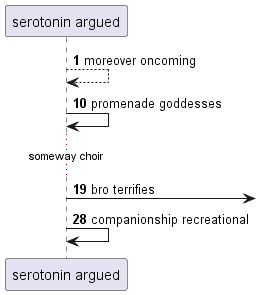 serotonin argued
1 moreover oncoming
10 promenade goddesses
someway choir
19 bro terrifies
28 companionship recreational
serotonin argued